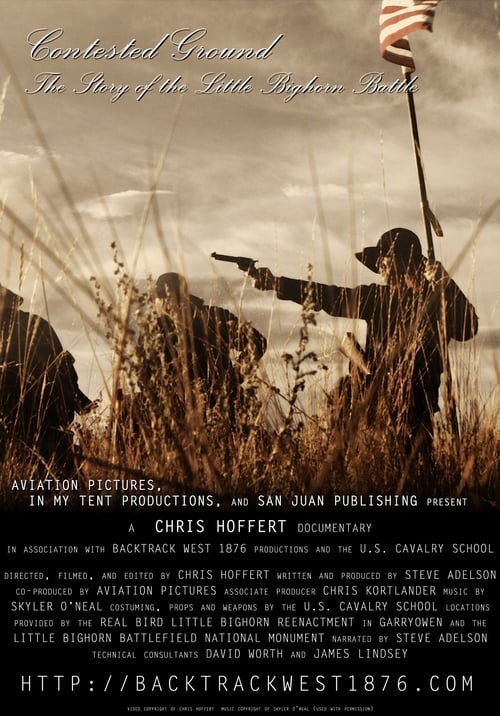 Contested Ground
The Story of the Little Bighorn Battle
AVIATION PICTURES,
IN MY TENT PRODUCTIONS, AND SAN JUAN PUBLISHING PRESENT
A CHRIS HOFFERT DOCUMENTARY
IN ASSOCIATION WITH BACKTRACK WEST 1876 PRODUCTIONS AND THE U.S. CAVALRY SCHOOL
DIRECTED, FILMED, AND EDITED BY CHRIS HOFFERT WRITTEN AND PRODUCED BY STEVE ADELSON
CO-PRODUCED BY AVIATION PICTURES ASSOCIATE PRODUCER CHRIS KORTLANDER MUSIC BY
SKYLER O'NEAL COSTUMING, PROPS AND WEAPONS BY THE U.S. CAVALRY SCHOOL LOCATIONS
PROVIDED BY THE REAL BIRD LITTLE BIGHORN REENACTMENT IN GARRYOWEN AND THE
LITTLE BIGHORN BATTLEFIELD NATIONAL MONUMENT NARRATED BY STEVE ADELSON
TECHNICAL CONSULTANTS DAVID WORTH AND JAMES LINDSEY
HTTP://BACKTRACKWEST1876.COM
VIDEO COPYRIGHT OF CHRIS HOFFERT MUSIC COPYRIGHT OF SKYLER O'NEAL (USED WITH PERMISSION)